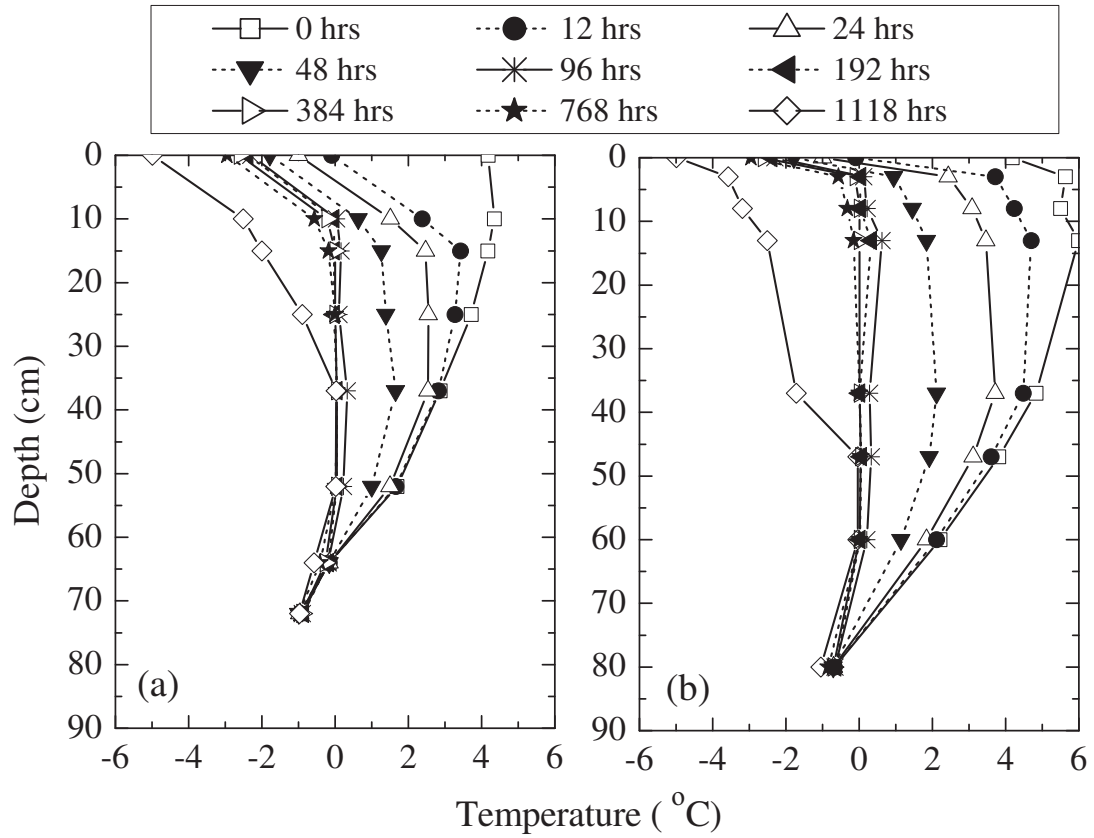 0 hrs 12 hrs 24 hrs
48 hrs 96 hrs 192 hrs
384 hrs 768 hrs 1118 hrs
0
10
20
30
40
50
60
70
80
90
-6 -4 -2 0 2 4 6
(a)
0
10
20
30
40
50
60
70
80
90
-6 -4 -2 0 2 4 6
(b)
Depth (cm)
Temperature ( °C)